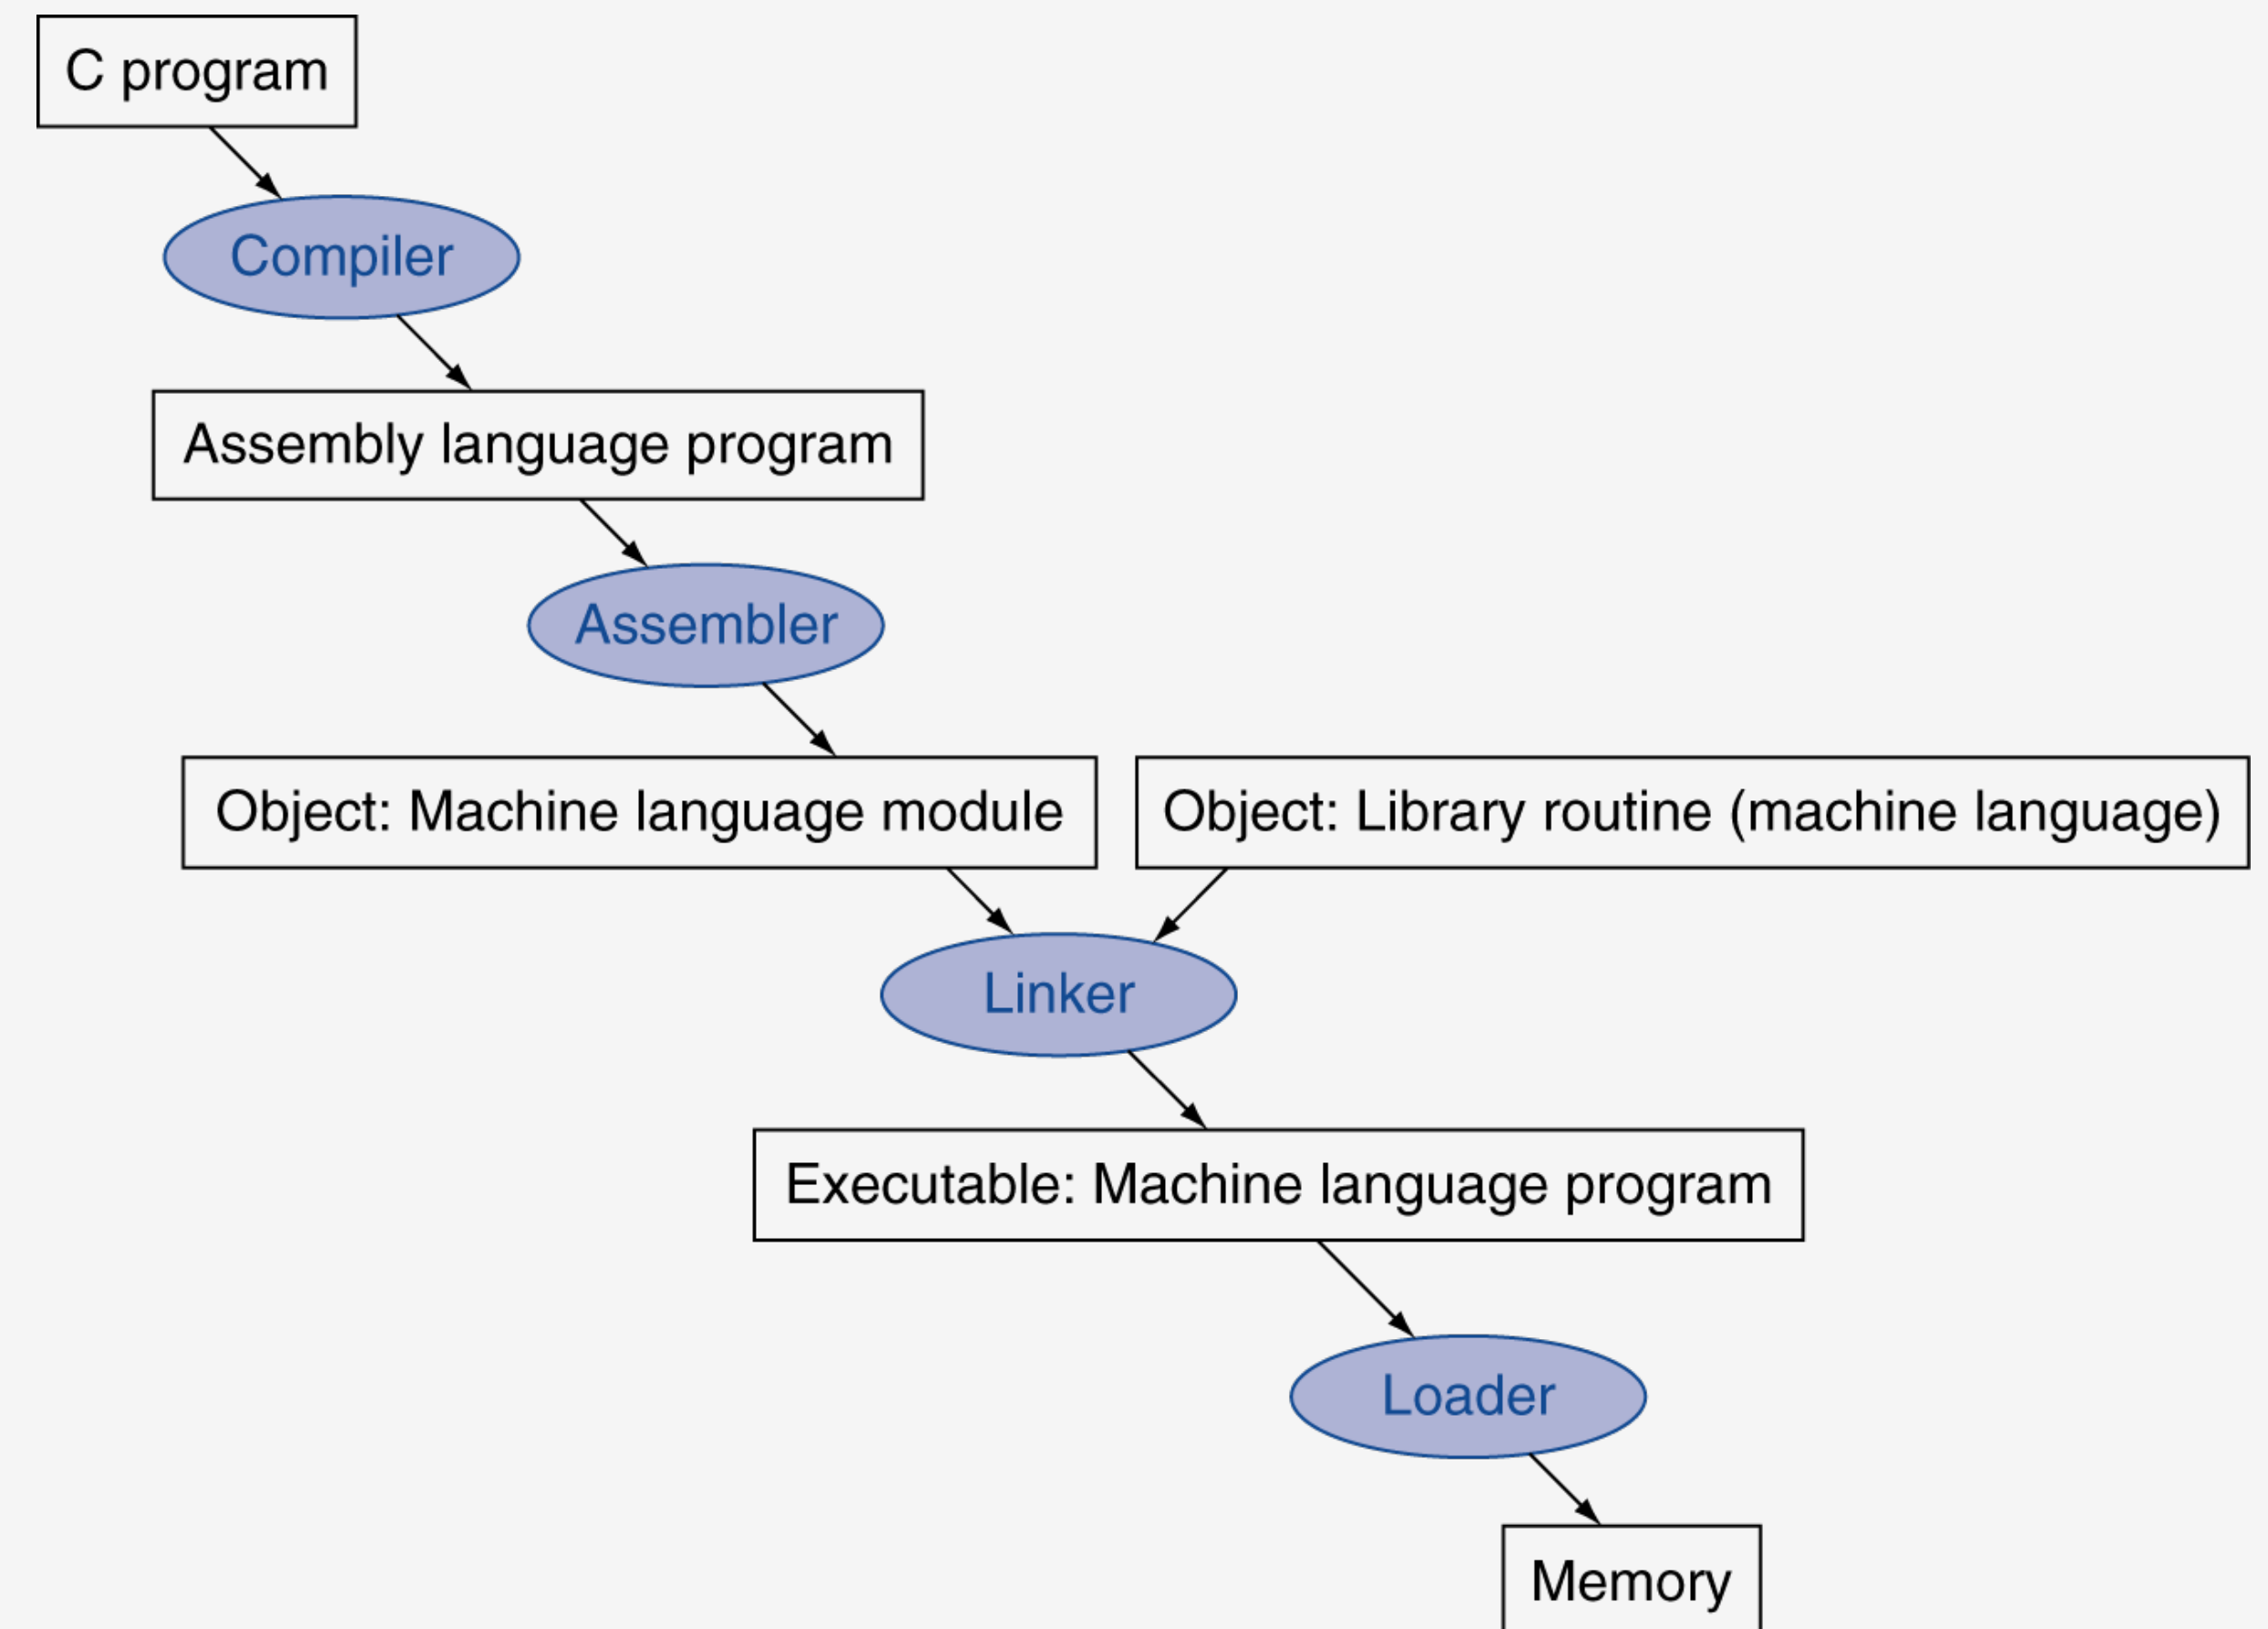 C program
Compiler
Assembly language program
Assembler
Object: Machine language module
Object: Library routine (machine language)
Linker
Executable: Machine language program
Loader
Memory